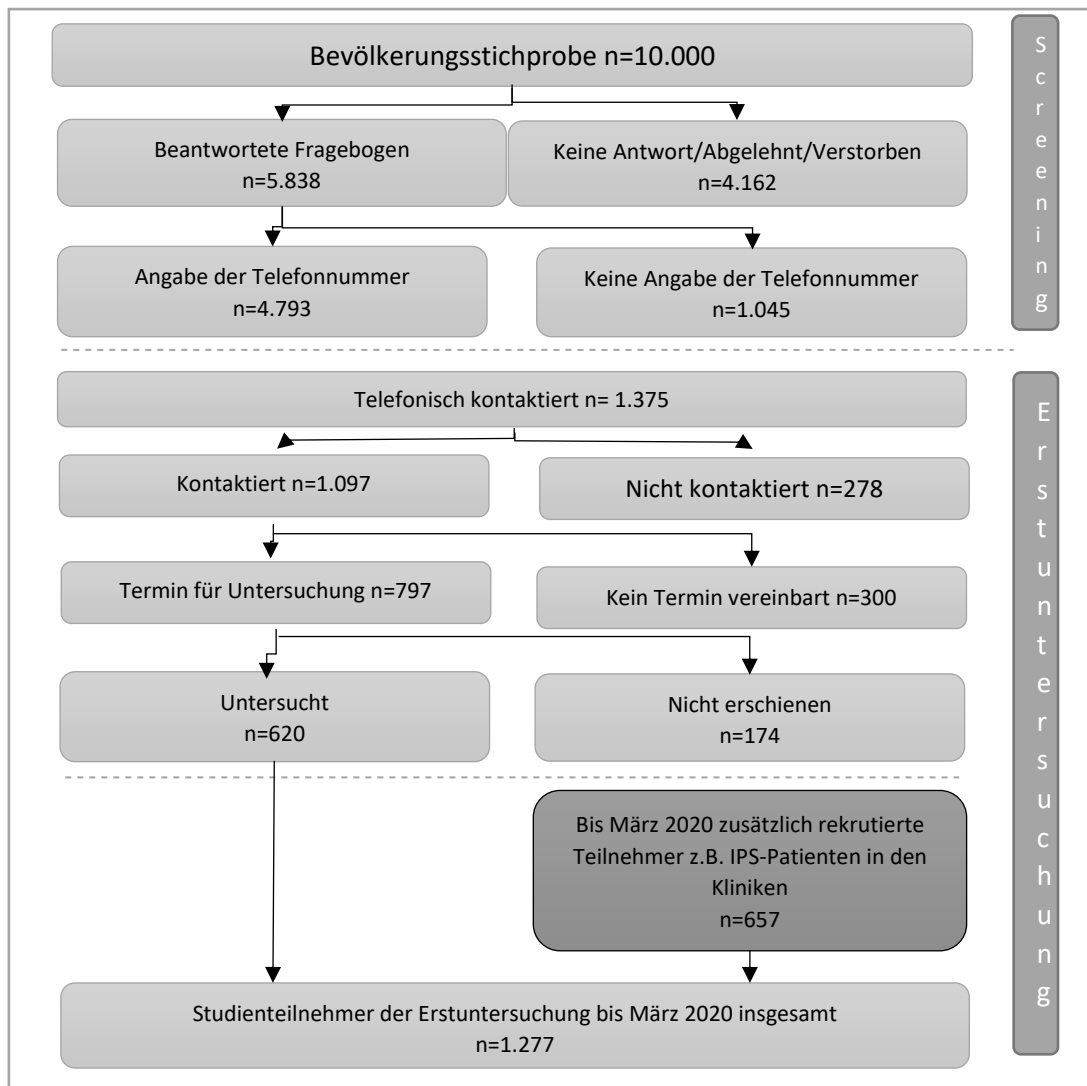 Bevölkerungsstichprobe n=10.000
Screening
Beantwortete Fragebogen
n=5.838
Keine Antwort/Abgelehnt/Verstorben
n=4.162
Angabe der Telefonnummer
n=4.793
Keine Angabe der Telefonnummer
n=1.045
Telefonisch kontaktiert n= 1.375
Erstuntersuchung
Kontaktiert n=1.097
Nicht kontaktiert n=278
Termin für Untersuchung n=797
Kein Termin vereinbart n=300
Untersucht
n=620
Nicht erschienen
n=174
Bis März 2020 zusätzlich rekrutierte
Teilnehmer z.B. IPS-Patienten in den
Kliniken
n=657
Studienteilnehmer der Erstuntersuchung bis März 2020 insgesamt
n=1.277